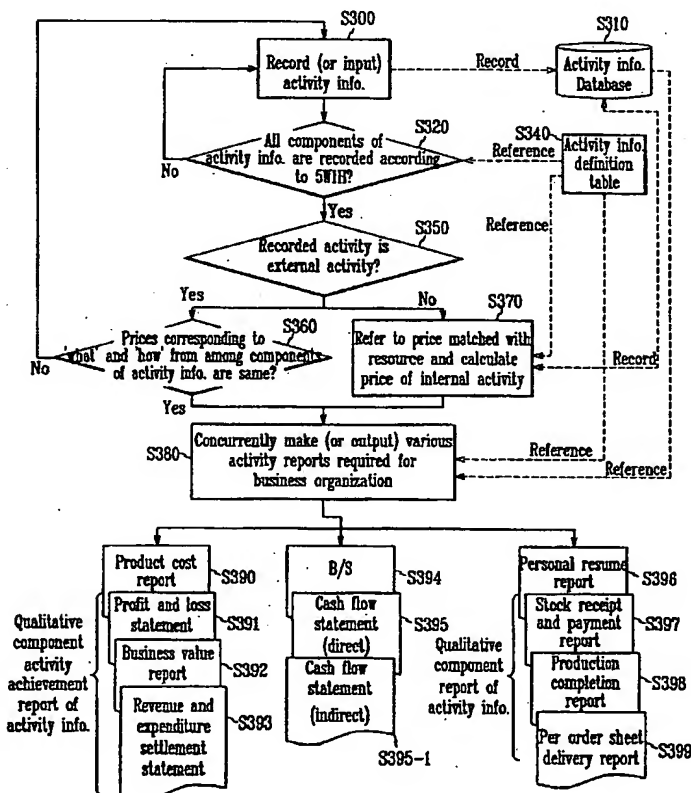 S300
Record (or input)
activity info.
Record
S310
Activity info.
Database
S320
All components of
activity info. are recorded according
to 5W1H?
No
Reference
S340
Activity info.
definition
table
Yes
S350
Recorded activity is
external activity?
Reference
Yes
No
S360
Prices corresponding to
'what' and 'how' from among components
of activity info. are same?
No
Yes
S370
Refer to price matched with
resource and calculate
price of internal activity
Record
S380
Concurrently make (or output) various
activity reports required for
business organization
Reference
Reference
Product cost
report
S390
Profit and loss
statement
S391
Business value
report
S392
Revenue and
expenditure
settlement
statement
S393
Qualitative
component
activity
achievement
report of
activity info.
B/S
S394
Cash flow
statement
(direct)
S395
Cash flow
statement
(indirect)
S395-1
Personal resume
report
S396
Stock receipt
and payment
report
S397
Production
completion
report
S398
Per order sheet
delivery report
S399
Qualitative
component
report of
activity info.